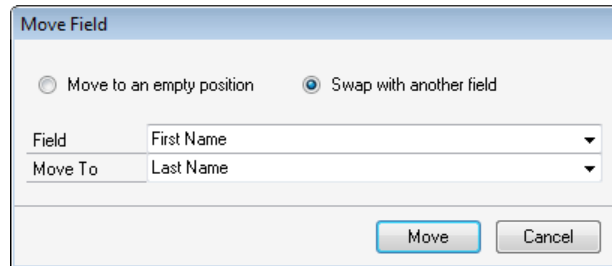 Move Field
Move to an empty position Swap with another field
Field First Name
Move To Last Name
Move Cancel